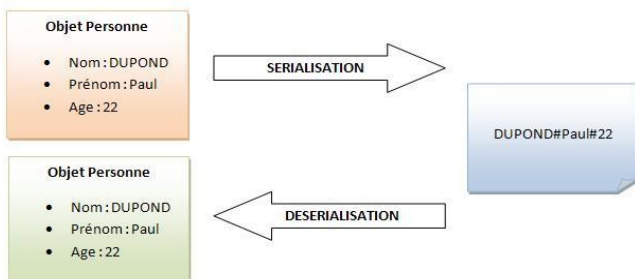 Objet Personne
• Nom : DUPOND
• Prénom : Paul
• Age : 22
SERIALISATION
DUPOND#Paul#22
Objet Personne
• Nom : DUPOND
• Prénom : Paul
• Age : 22
DESERIALISATION